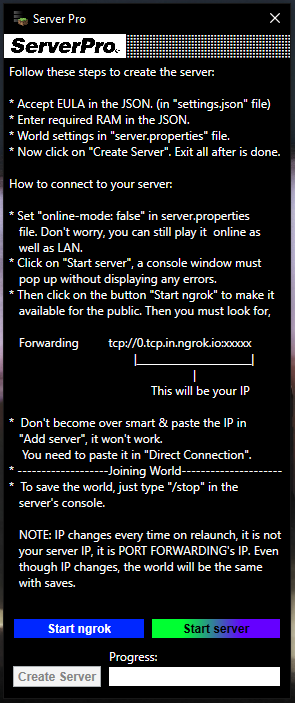 Server Pro
ServerPro
Follow these steps to create the server:
* Accept EULA in the JSON. (in "settings.json" file)
* Enter required RAM in the JSON.
* World settings in "server.properties" file.
* Now click on "Create Server". Exit all after is done.
How to connect to your server:
* Set "online-mode: false" in server.properties
file. Don't worry, you can still play it  online as
well as LAN.
* Click on "Start server", a console window must
pop up without displaying any errors.
* Then click on the button "Start ngrok" to make it
available for the public. Then you must look for,
Forwarding tcp://0.tcp.in.ngrok.io:xxxxx
|___________________|
|
This will be your IP
*  Don't become over smart & paste the IP in
"Add server", it won't work.
You need to paste it in "Direct Connection".
* ------------------Joining World--------------------
*  To save the world, just type "/stop" in the
server's console.
NOTE: IP changes every time on relaunch, it is not
your server IP, it is PORT FORWARDING's IP. Even
though IP changes, the world will be the same
with saves.
Start ngrok
Start server
Progress:
Create Server